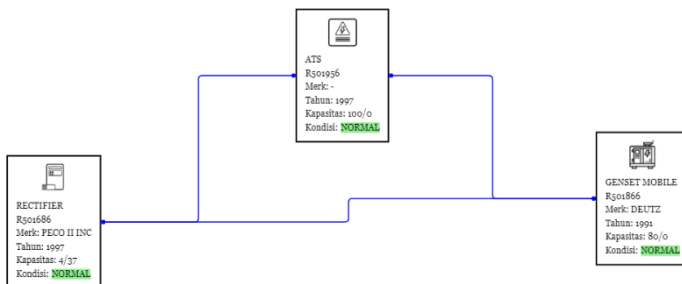 ATS
R501956
Merk: -
Tahun: 1997
Kapasitas: 100/0
Kondisi: NORMAL
RECTIFIER
R501686
Merk: PECO II INC
Tahun: 1997
Kapasitas: 4/37
Kondisi: NORMAL
GENSET MOBILE
R501866
Merk: DEUTZ
Tahun: 1991
Kapasitas: 80/0
Kondisi: NORMAL